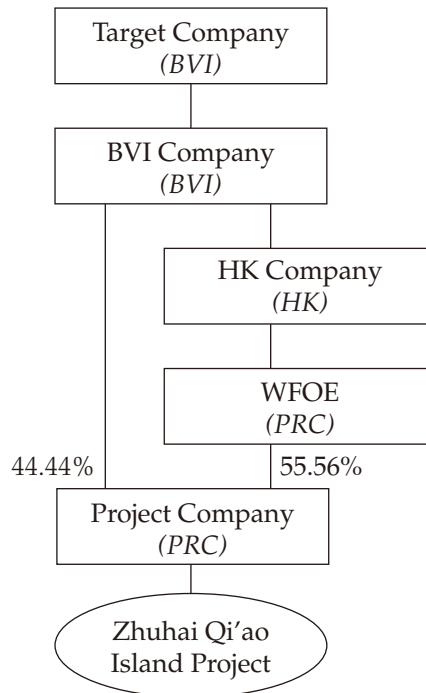 Target Company
(BVI)
BVI Company
(BVI)
HK Company
(HK)
WFOE
(PRC)
44.44%
55.56%
Project Company
(PRC)
Zhuhai Qi’ao
Island Project